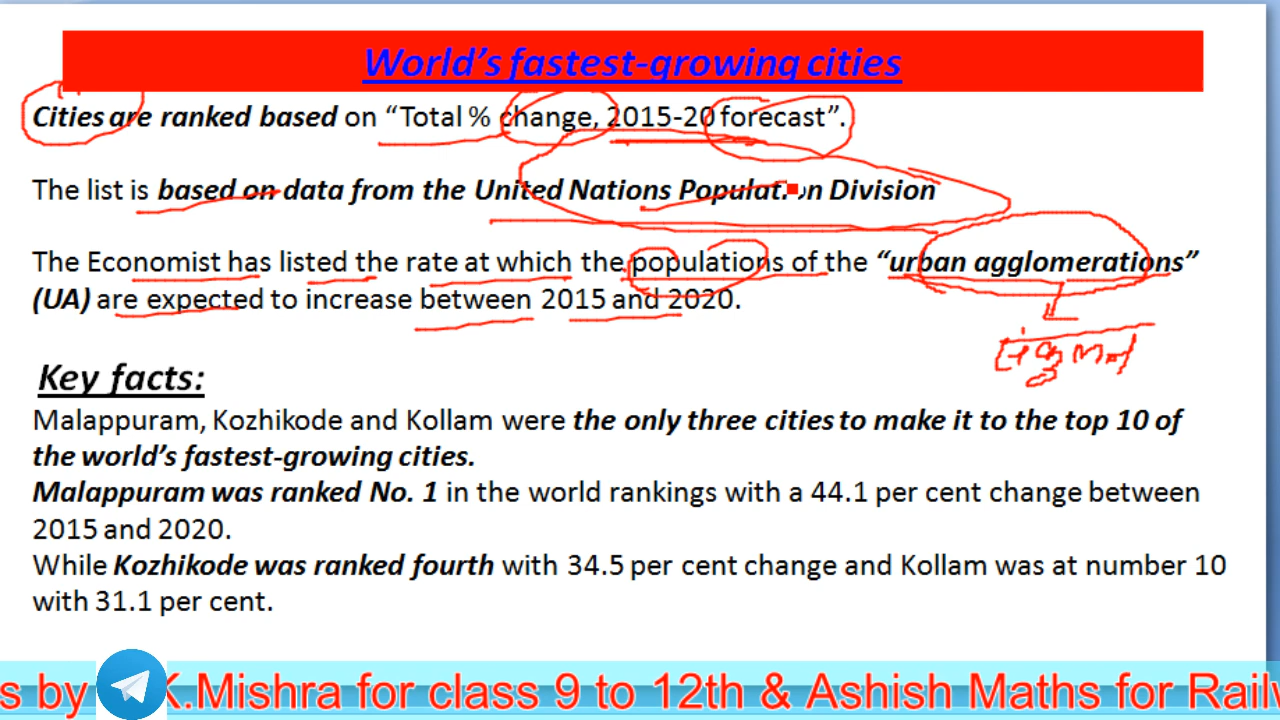 World's fastest-growing cities
Cities are ranked based on “Total % change, 2015-20 forecast”.
The list is based on data from the United Nations Population Division
The Economist has listed the rate at which the populations of the “urban agglomerations”
(UA) are expected to increase between 2015 and 2020.
Key facts:
Malappuram, Kozhikode and Kollam were the only three cities to make it to the top 10 of
the world's fastest-growing cities.
Malappuram was ranked No. 1 in the world rankings with a 44.1 per cent change between
2015 and 2020.
While Kozhikode was ranked fourth with 34.5 per cent change and Kollam was at number 10
with 31.1 per cent.
s by K.Mishra for class 9 to 12th & Ashish Maths for Rail